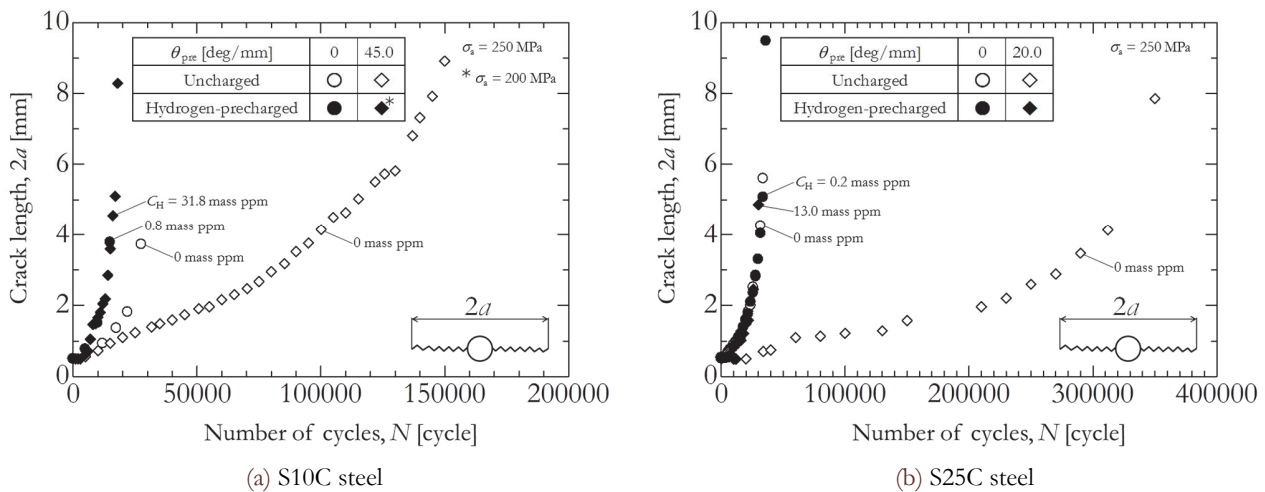 10
8
6
4
2
0
Crack length, 2a [mm]
θpre [deg/mm] 0 45.0
Uncharged
Hydrogen-precharged *
σa = 250 MPa
* σa = 200 MPa
CH = 31.8 mass ppm
0.8 mass ppm
0 mass ppm
0 mass ppm
2a
0 50000 100000 150000 200000
Number of cycles, N [cycle]
(a) S10C steel
10
8
6
4
2
0
Crack length, 2a [mm]
θpre [deg/mm] 0 20.0
Uncharged
Hydrogen-precharged
σa = 250 MPa
CH = 0.2 mass ppm
13.0 mass ppm
0 mass ppm
0 mass ppm
2a
0 100000 200000 300000 400000
Number of cycles, N [cycle]
(b) S25C steel